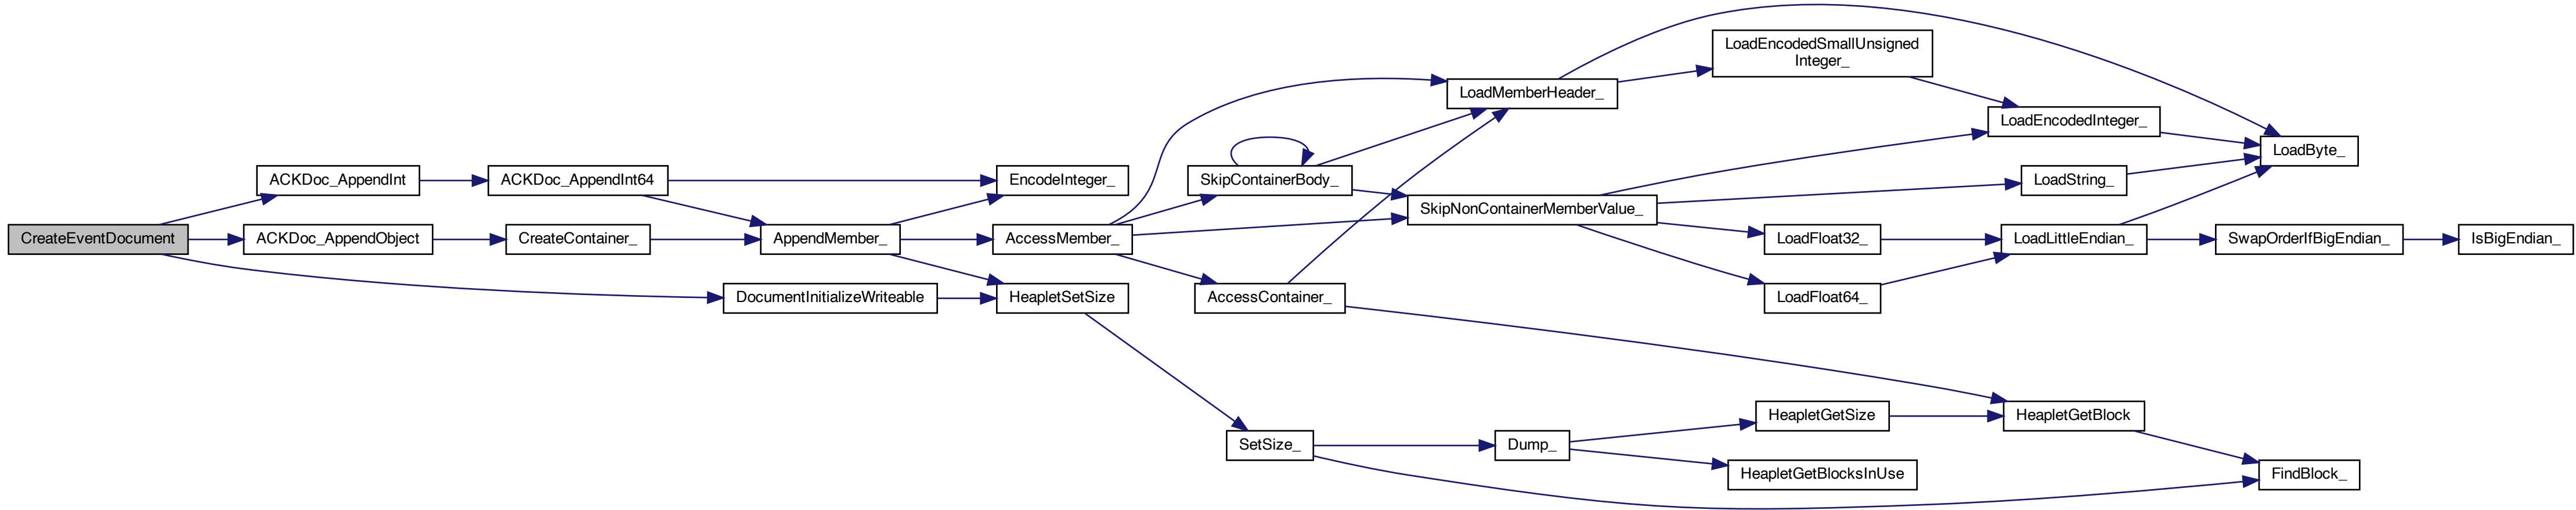 CreateEventDocument
ACKDoc_AppendInt
ACKDoc_AppendObject
ACKDoc_AppendInt64
CreateContainer_
DocumentInitializeWriteable
AppendMember_
EncodeInteger_
AccessMember_
HeapletSetSize
SkipContainerBody_
AccessContainer_
SetSize_
LoadMemberHeader_
SkipNonContainerMemberValue_
Dump_
LoadEncodedSmallUnsigned
Integer_
LoadFloat32_
LoadFloat64_
HeapletGetSize
HeapletGetBlocksInUse
LoadEncodedInteger_
LoadString_
LoadLittleEndian_
HeapletGetBlock
LoadByte_
SwapOrderIfBigEndian_
FindBlock_
IsBigEndian_